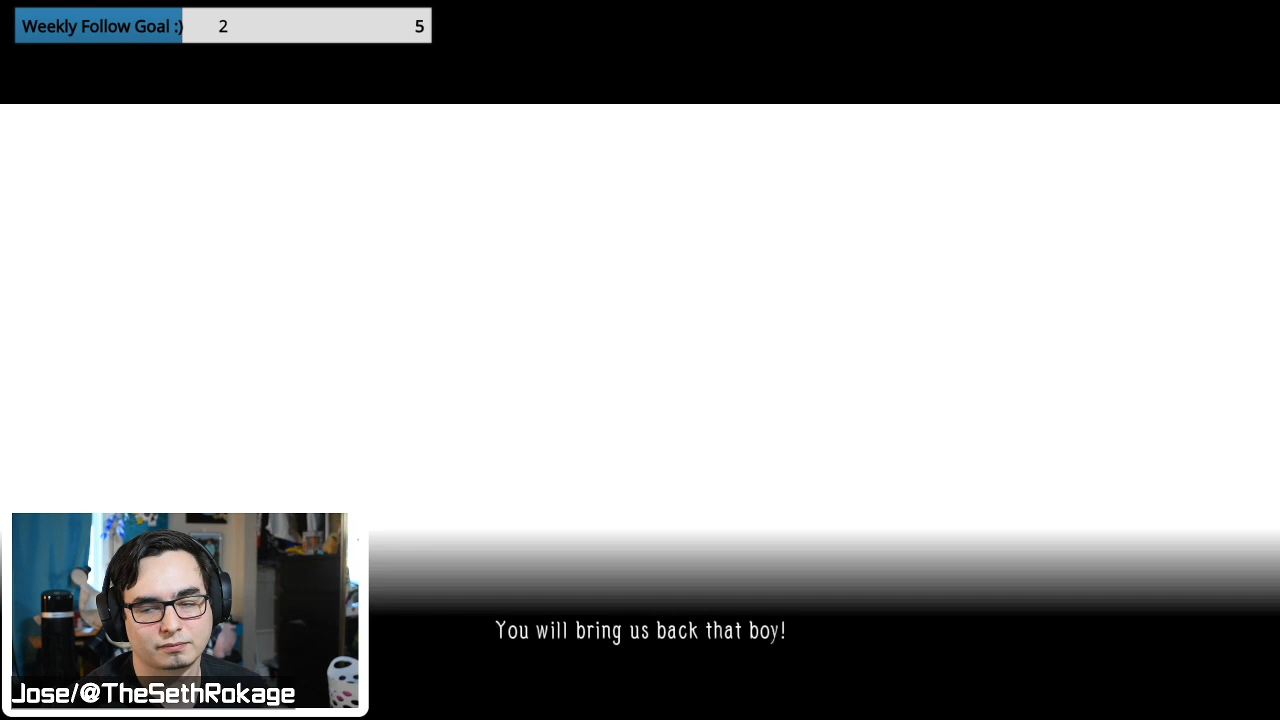 Weekly Follow Goal :) 2 5
You will bring us back that boy!
Jose/@TheSethRokage